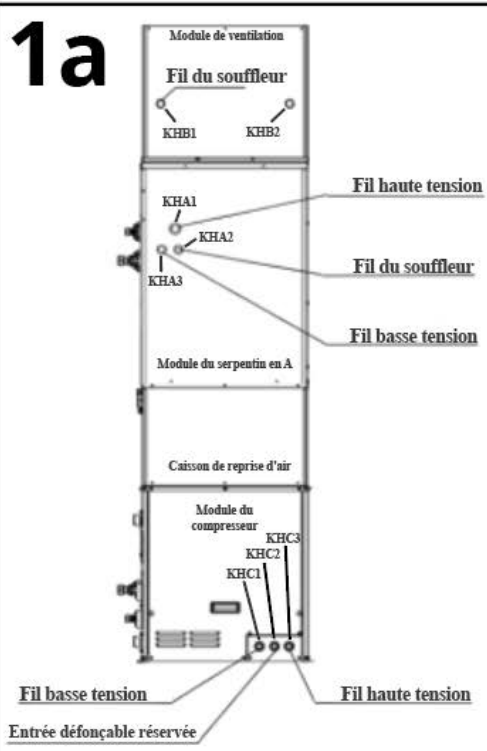 1a
Module de ventilation
Fil du souffleur
KHB1
KHB2
Fil haute tension
KHA1
KHA2
Fil du souffleur
KHA3
Fil basse tension
Module du serpentin en A
Caisson de reprise d'air
Module du
compresseur
KHC3
KHC2
KHC1
Fil basse tension
Fil haute tension
Entrée défonçable réservée